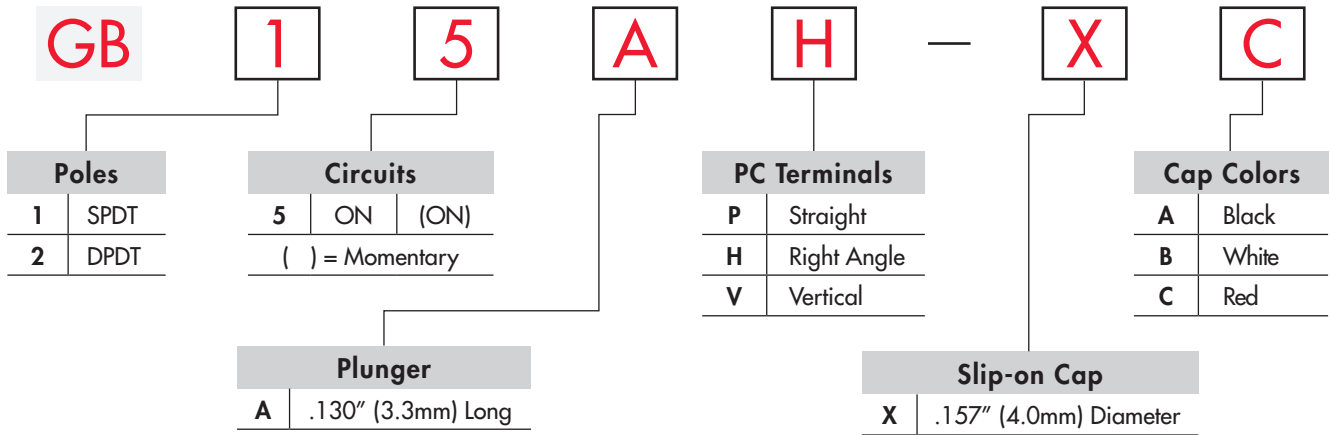 GB 1 5 A H — X C
Poles
1 SPDT
2 DPDT
Circuits
5 ON (ON)
( ) = Momentary
PC Terminals
P Straight
H Right Angle
V Vertical
Cap Colors
A Black
B White
C Red
Plunger
A .130" (3.3mm) Long
Slip-on Cap
X .157" (4.0mm) Diameter